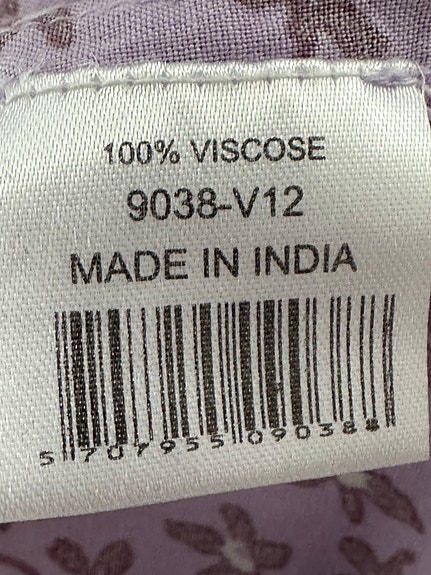 100% VISCOSE
9038-V12
MADE IN INDIA
5 707955 090388